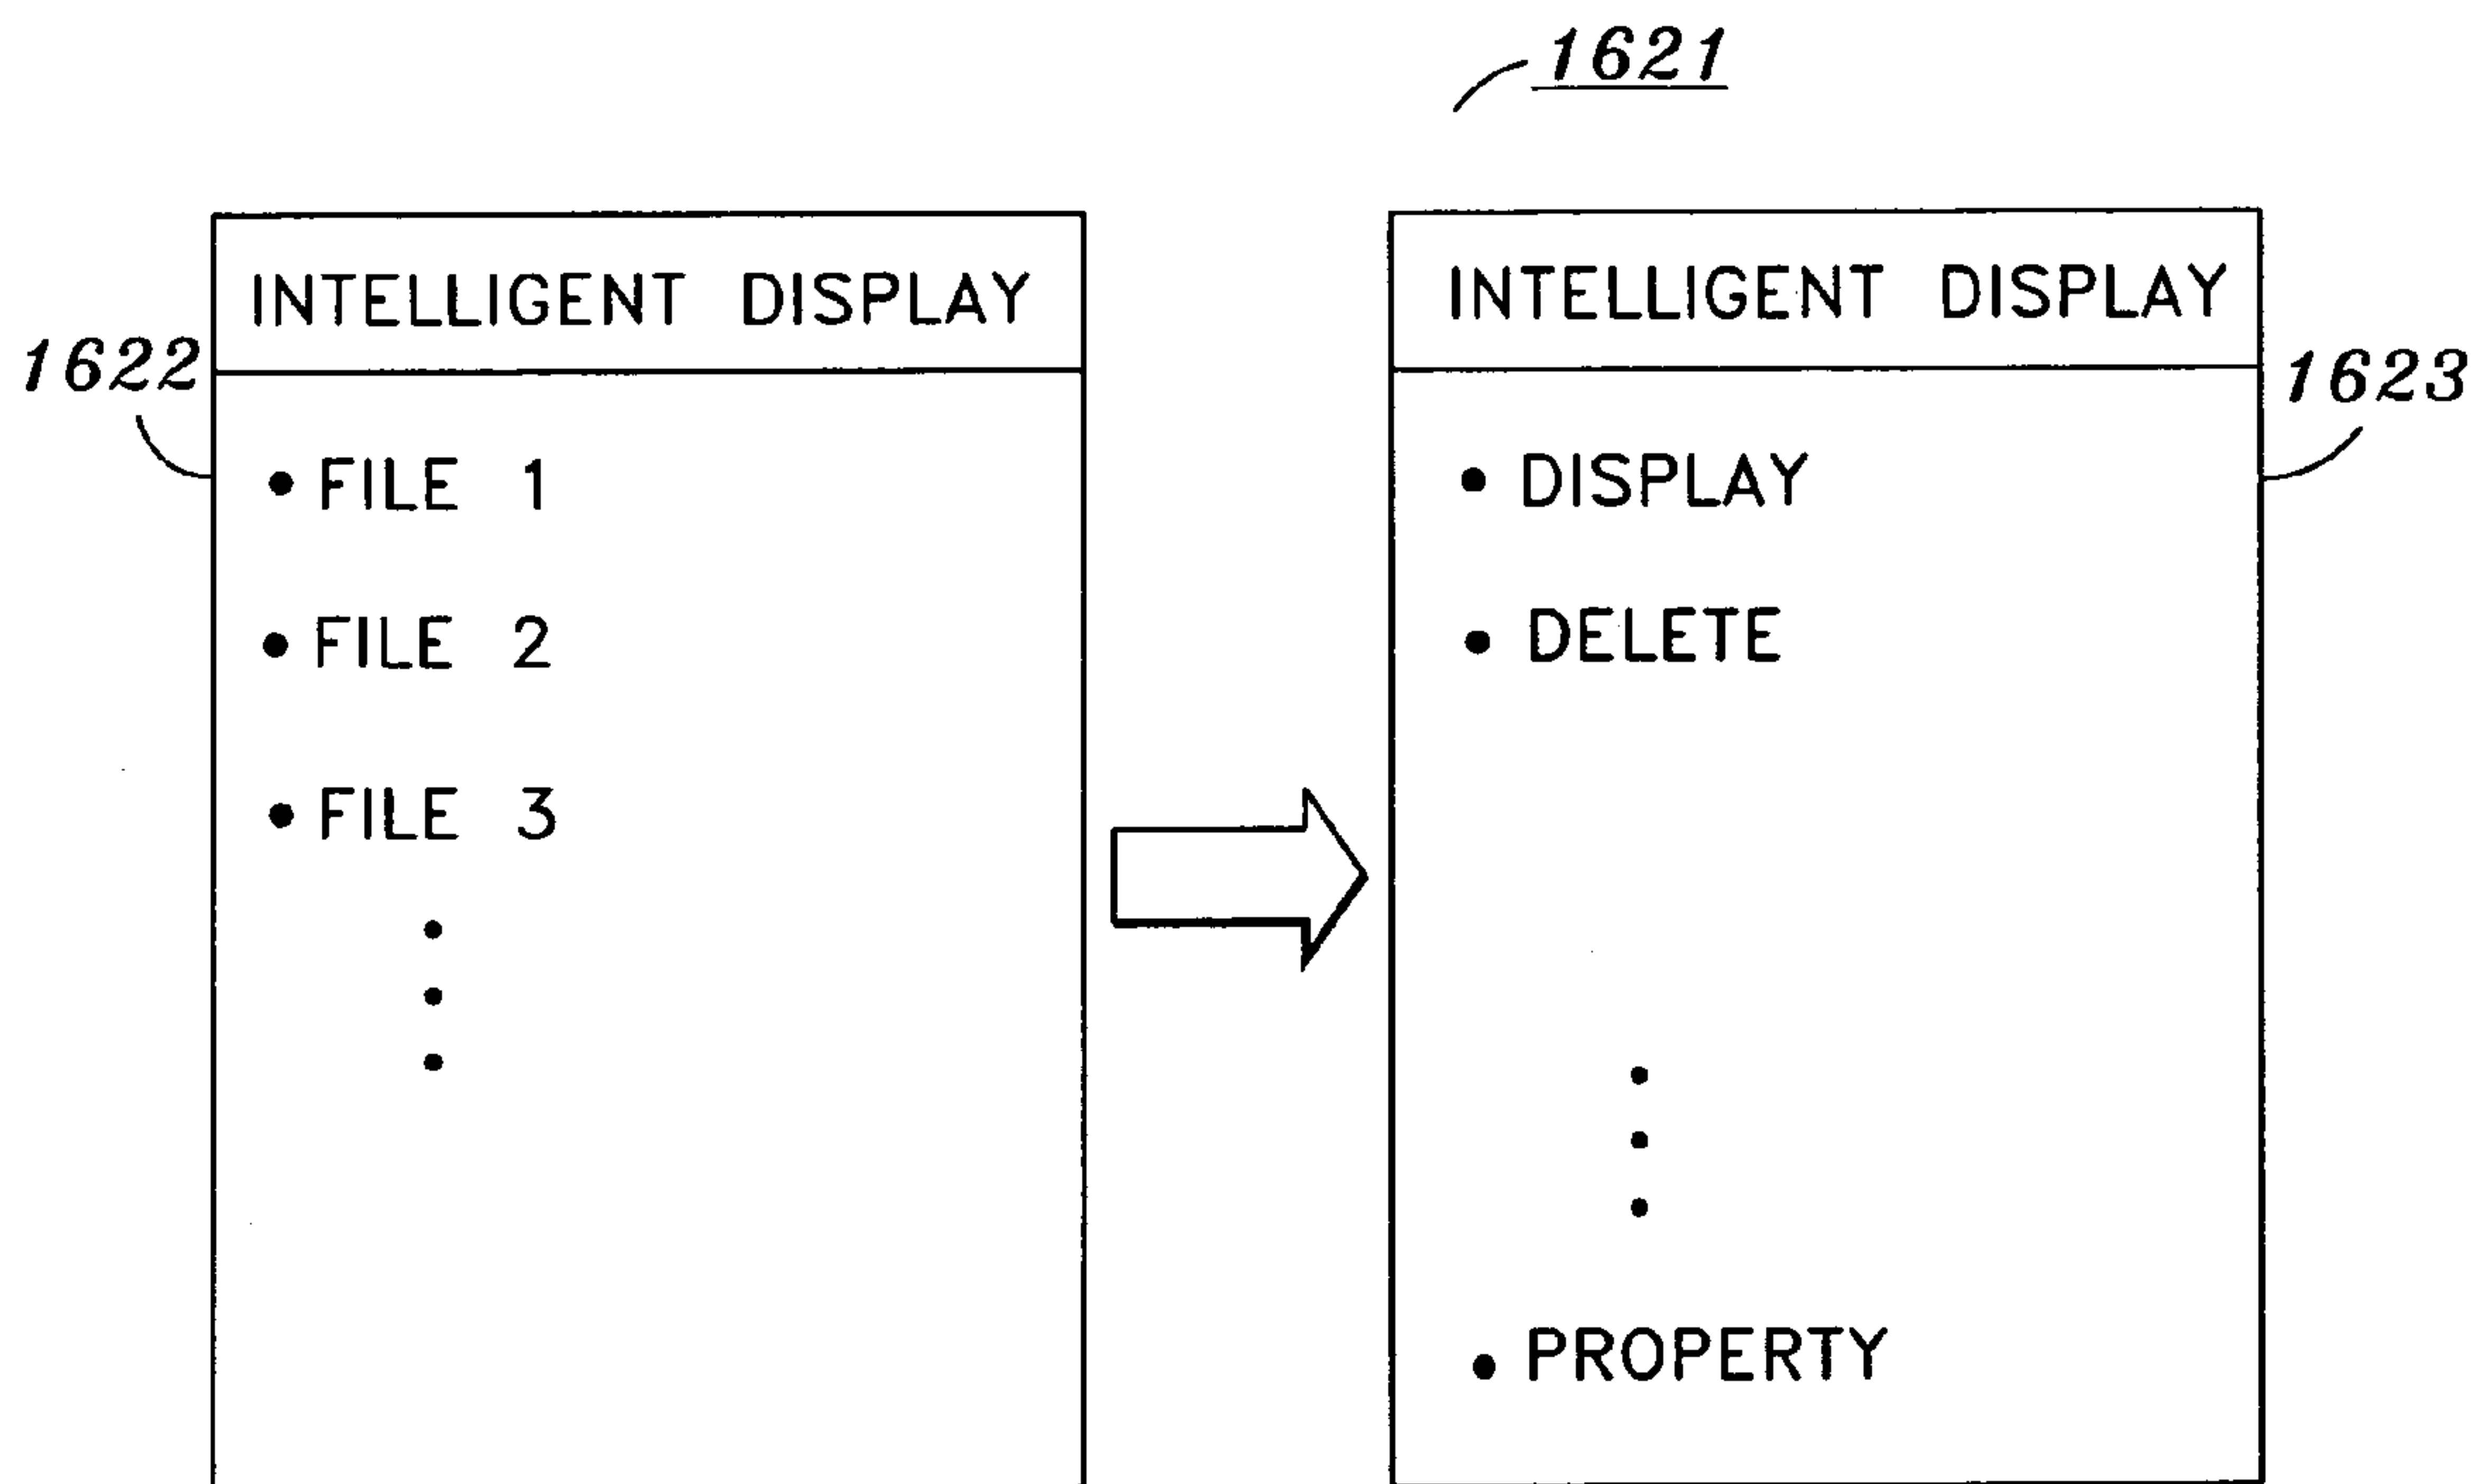 1621
INTELLIGENT DISPLAY
1622
• FILE 1
• FILE 2
• FILE 3
INTELLIGENT DISPLAY
1623
• DISPLAY
• DELETE
• PROPERTY